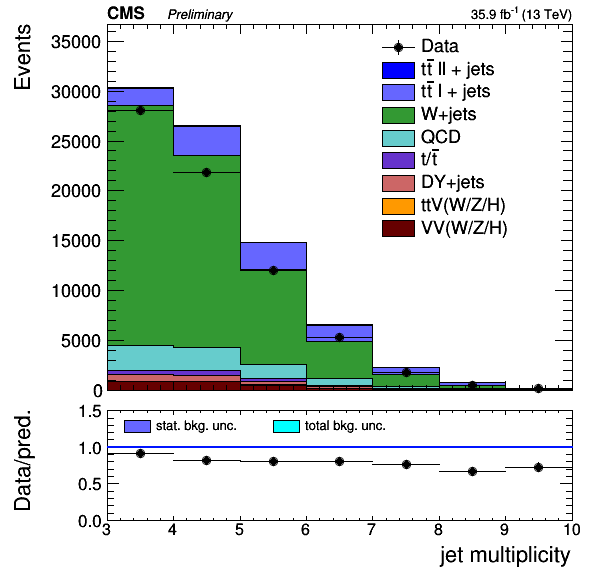 CMS Preliminary 35.9 fb⁻¹ (13 TeV)
Events
35000
30000
25000
20000
15000
10000
5000
0
Data
tt̄ ll + jets
tt̄ l + jets
W+jets
QCD
t/t̄
DY+jets
ttV(W/Z/H)
VV(W/Z/H)
Data/pred.
1.5
1.0
0.5
0.0
stat. bkg. unc. total bkg. unc.
3 4 5 6 7 8 9 10
jet multiplicity